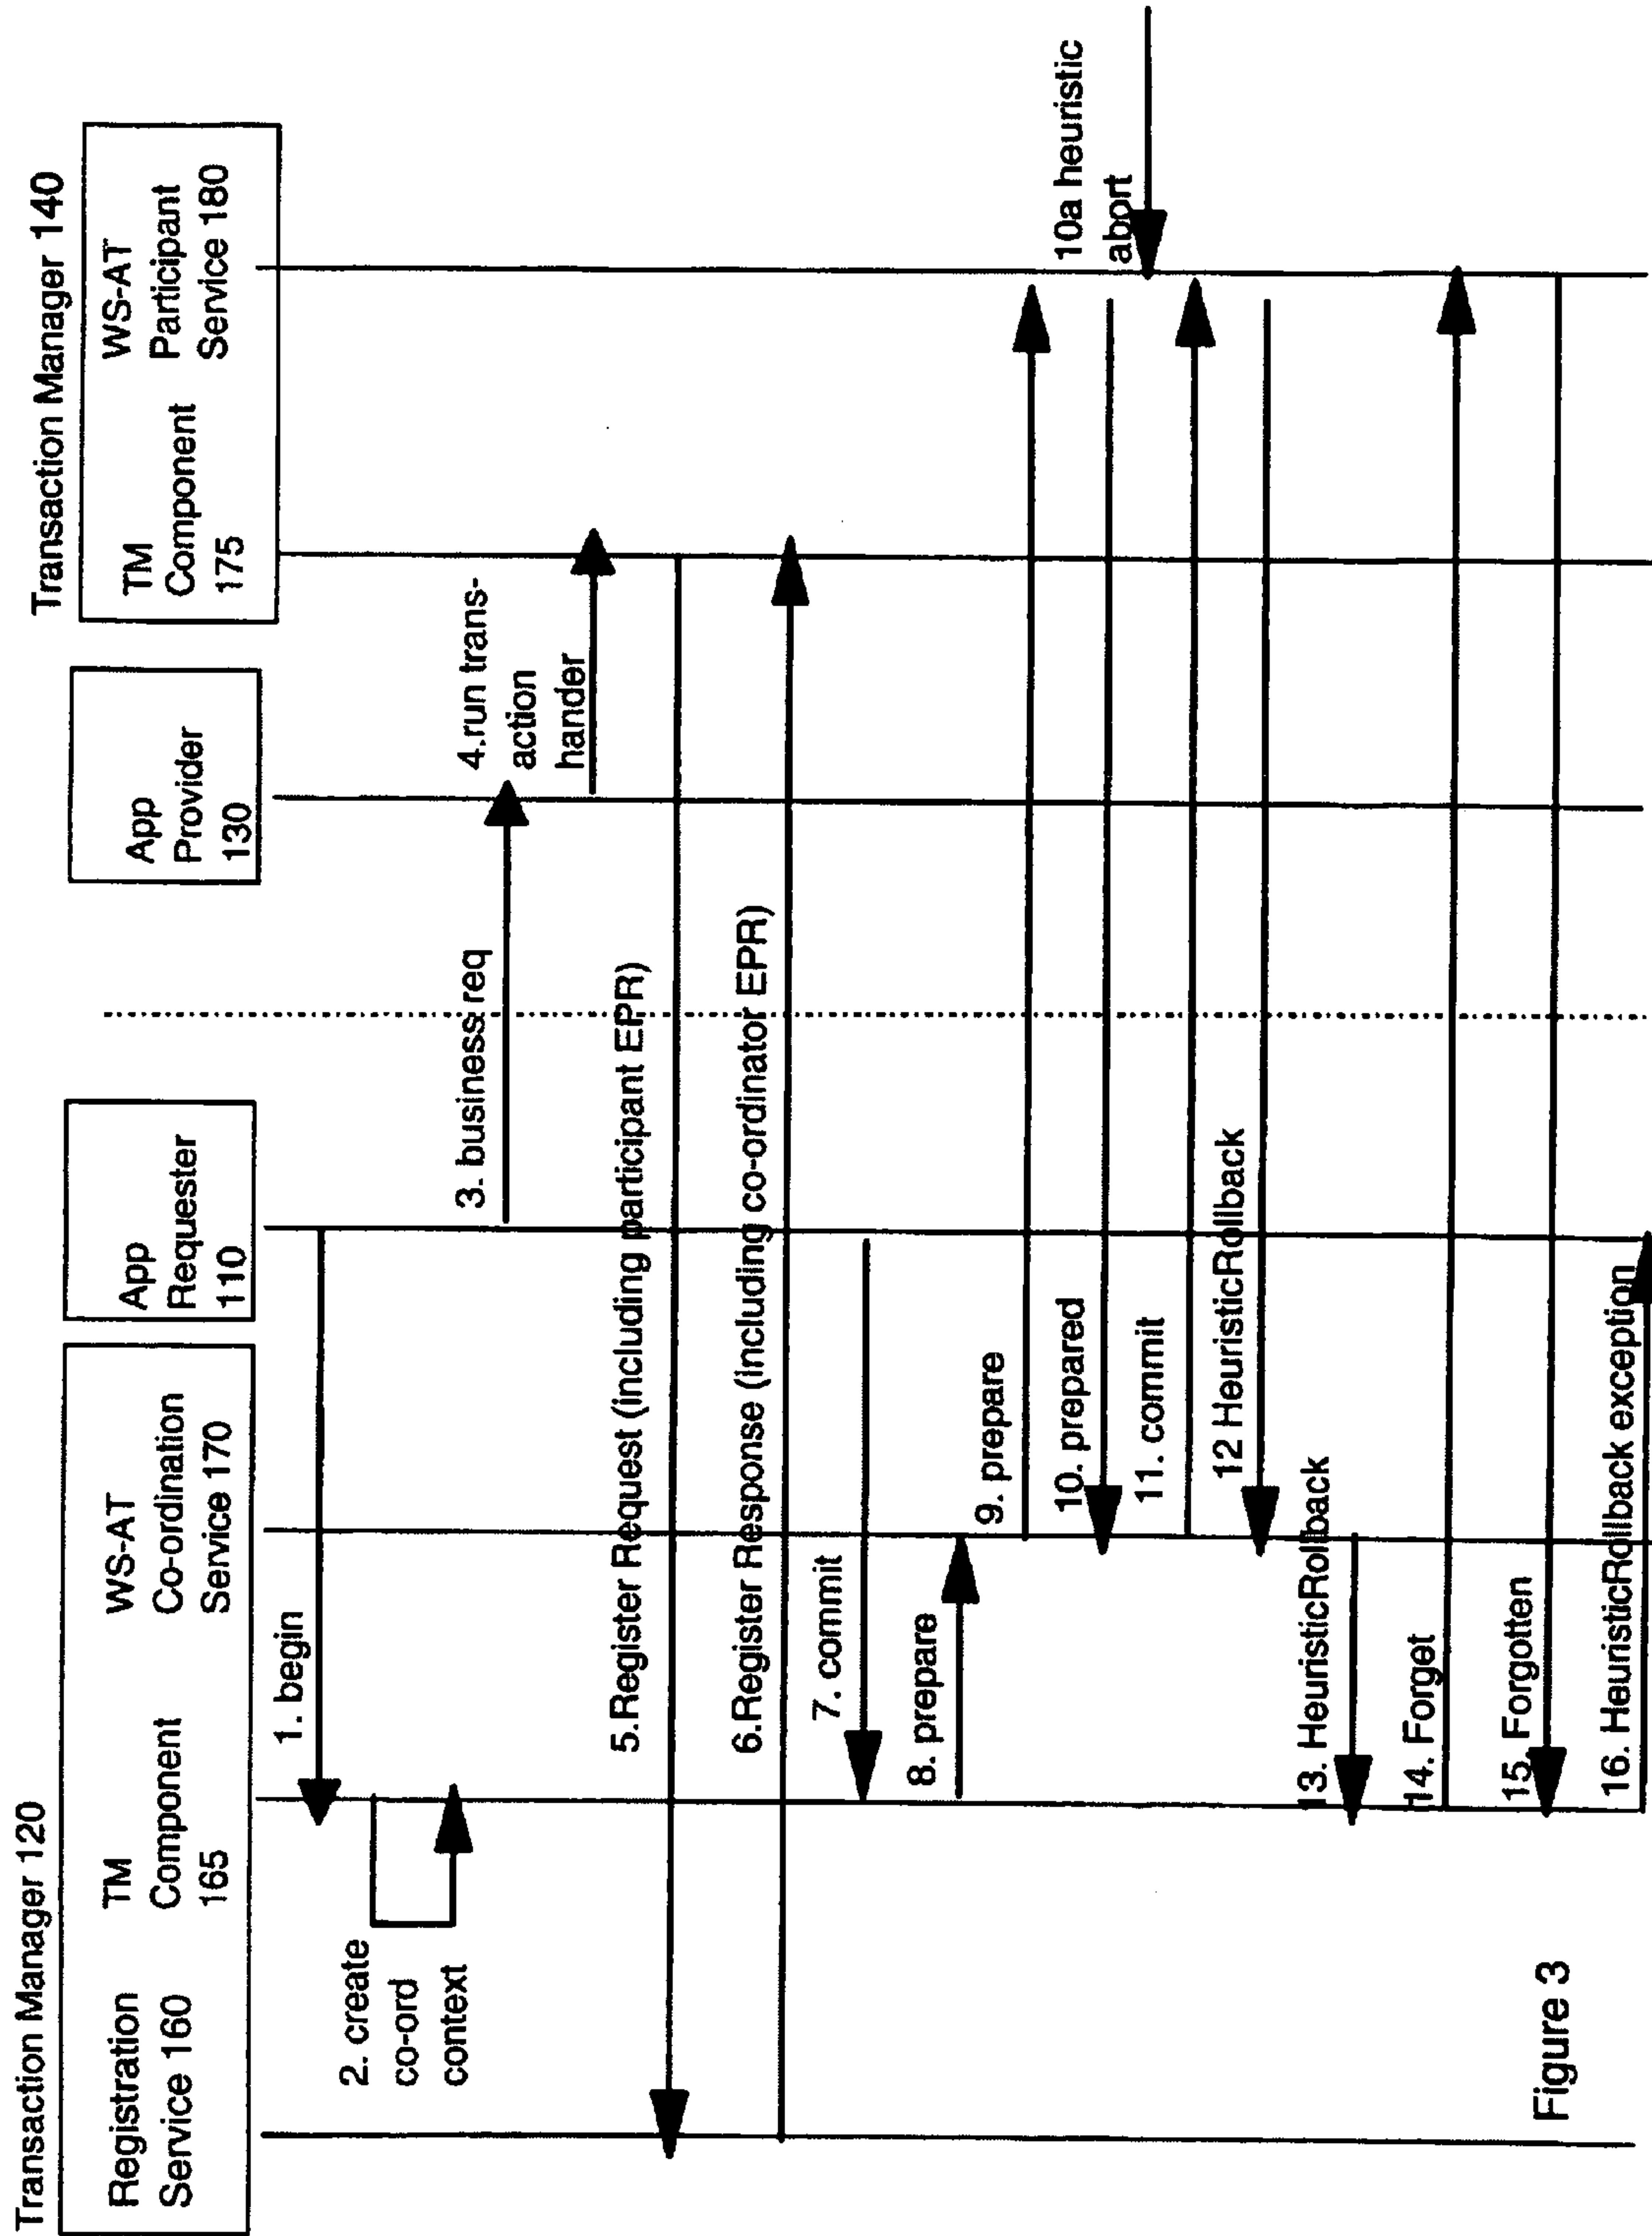 Transaction Manager 120
Registration
Service 160
TM
Component
165
WS-AT
Co-ordination
Service 170
App
Requester
110
App
Provider
130
Transaction Manager 140
TM
Component
175
WS-AT
Participant
Service 180
1. begin
2. create
co-ord
context
3. business req
4.run trans-
action
hander
5.Register Request (including participant EPR)
6.Register Response (including co-ordinator EPR)
7. commit
8. prepare
9. prepare
10. prepared
10a heuristic
abort
11. commit
12 HeuristicRollback
13. HeuristicRollback
14. Forget
15. Forgotten
16. HeuristicRollback exception
Figure 3